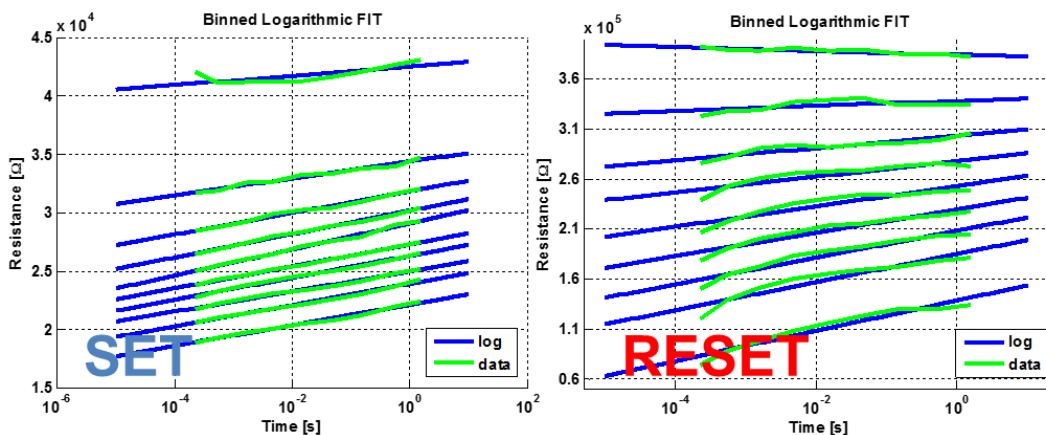 x 10^4
Binned Logarithmic FIT
4.5
4
3.5
3
2.5
2
1.5
Resistance [Ω]
SET
log
data
10^-6
10^-4
10^-2
10^0
10^2
Time [s]
x 10^5
Binned Logarithmic FIT
3.6
3.1
2.6
2.1
1.6
1.1
0.6
Resistance [Ω]
RESET
log
data
10^-4
10^-2
10^0
Time [s]